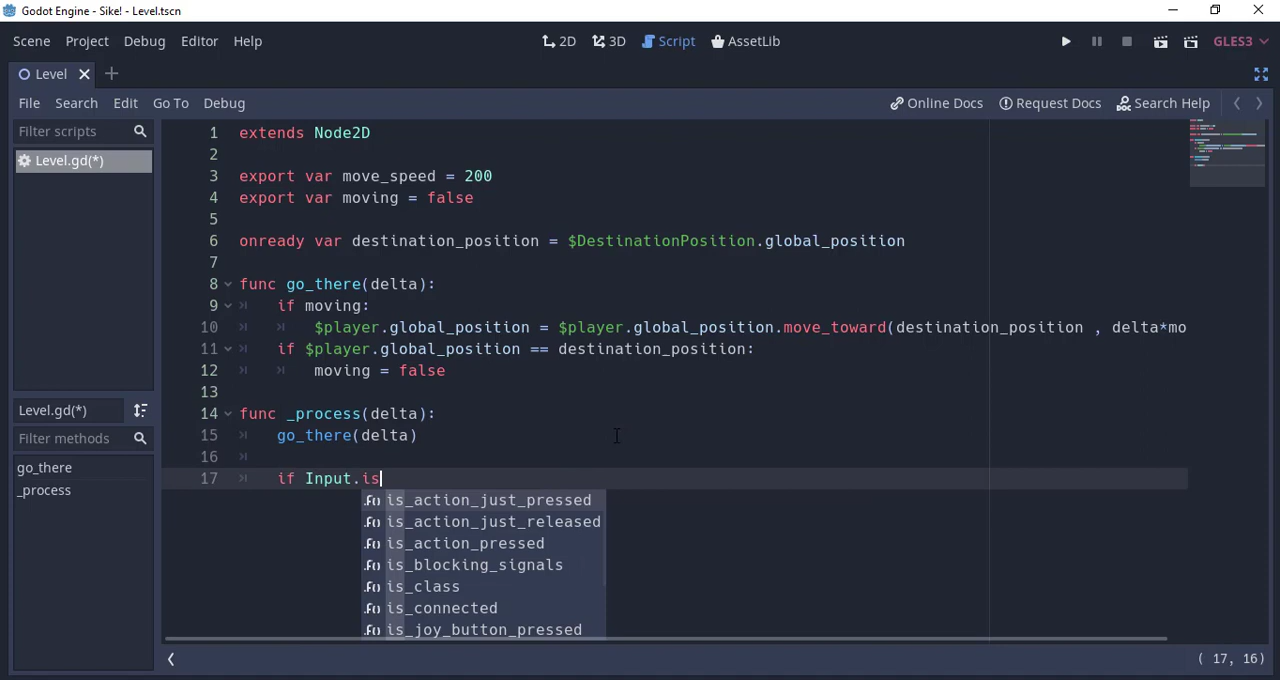 Godot Engine - Sike! - Level.tscn
Scene Project Debug Editor Help 2D 3D Script AssetLib GLES3
Level
File Search Edit Go To Debug Online Docs Request Docs Search Help
Filter scripts
Level.gd(*)
Level.gd(*)
Filter methods
go_there
_process
1 extends Node2D
2
3 export var move_speed = 200
4 export var moving = false
5
6 onready var destination_position = $DestinationPosition.global_position
7
8 func go_there(delta):
9 if moving:
10 $player.global_position = $player.global_position.move_toward(destination_position , delta*mo
11 if $player.global_position == destination_position:
12 moving = false
13
14 func _process(delta):
15 go_there(delta)
16
17 if Input.is
is_action_just_pressed
is_action_just_released
is_action_pressed
is_blocking_signals
is_class
is_connected
is_joy_button_pressed
( 17, 16)